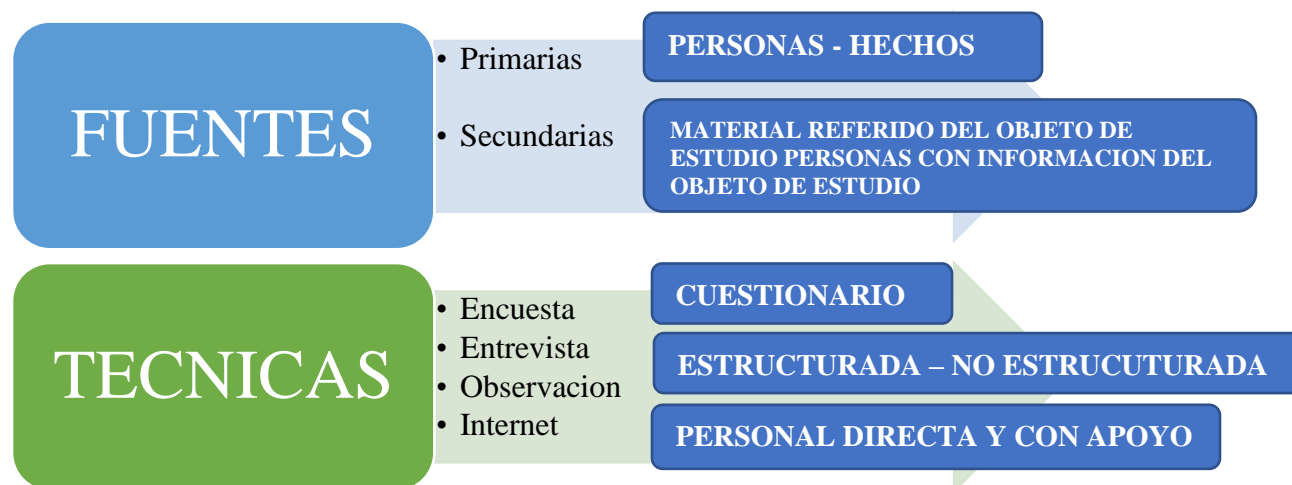 FUENTES
• Primarias
• Secundarias
PERSONAS - HECHOS
MATERIAL REFERIDO DEL OBJETO DE
ESTUDIO PERSONAS CON INFORMACION DEL
OBJETO DE ESTUDIO
TECNICAS
• Encuesta
• Entrevista
• Observacion
• Internet
CUESTIONARIO
ESTRUCTURADA – NO ESTRUCUTURADA
PERSONAL DIRECTA Y CON APOYO